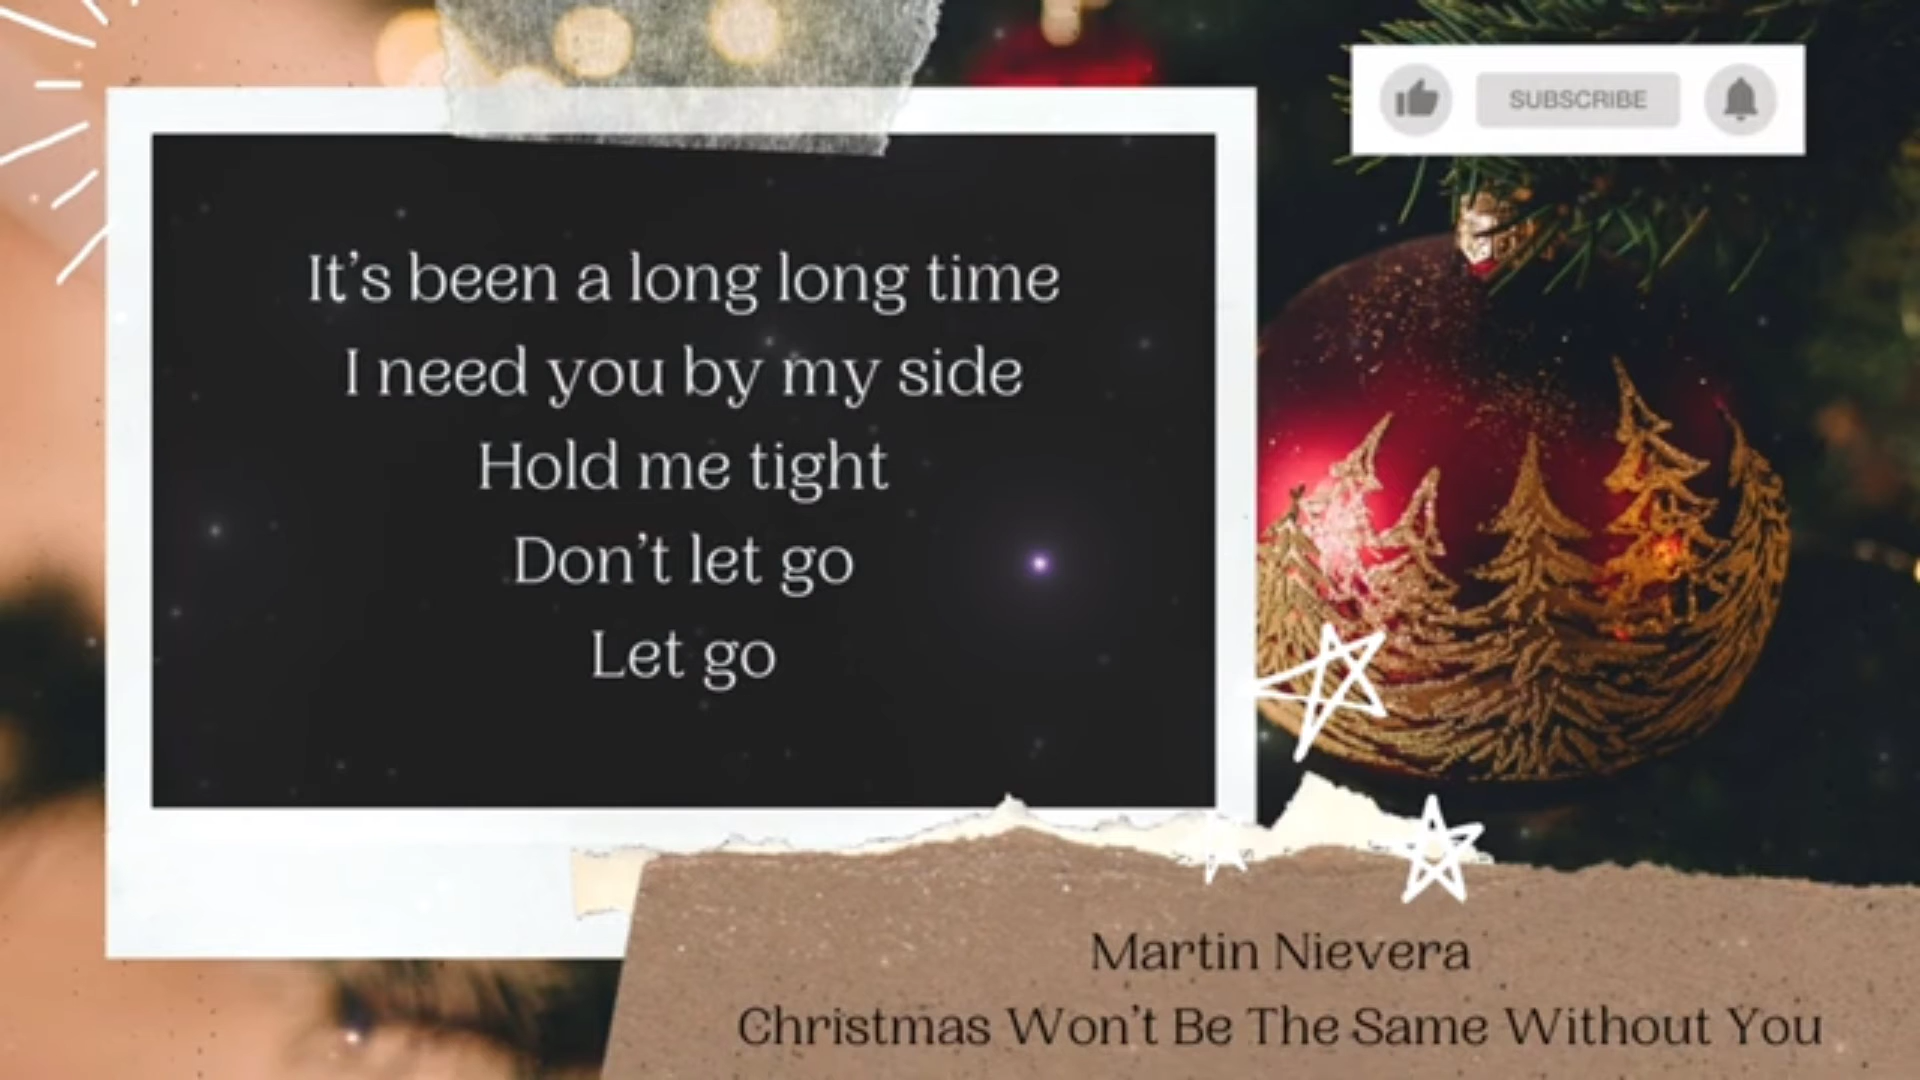 SUBSCRIBE
It's been a long long time
I need you by my side
Hold me tight
Don't let go
Let go
Martin Nievera
Christmas Won't Be The Same Without You